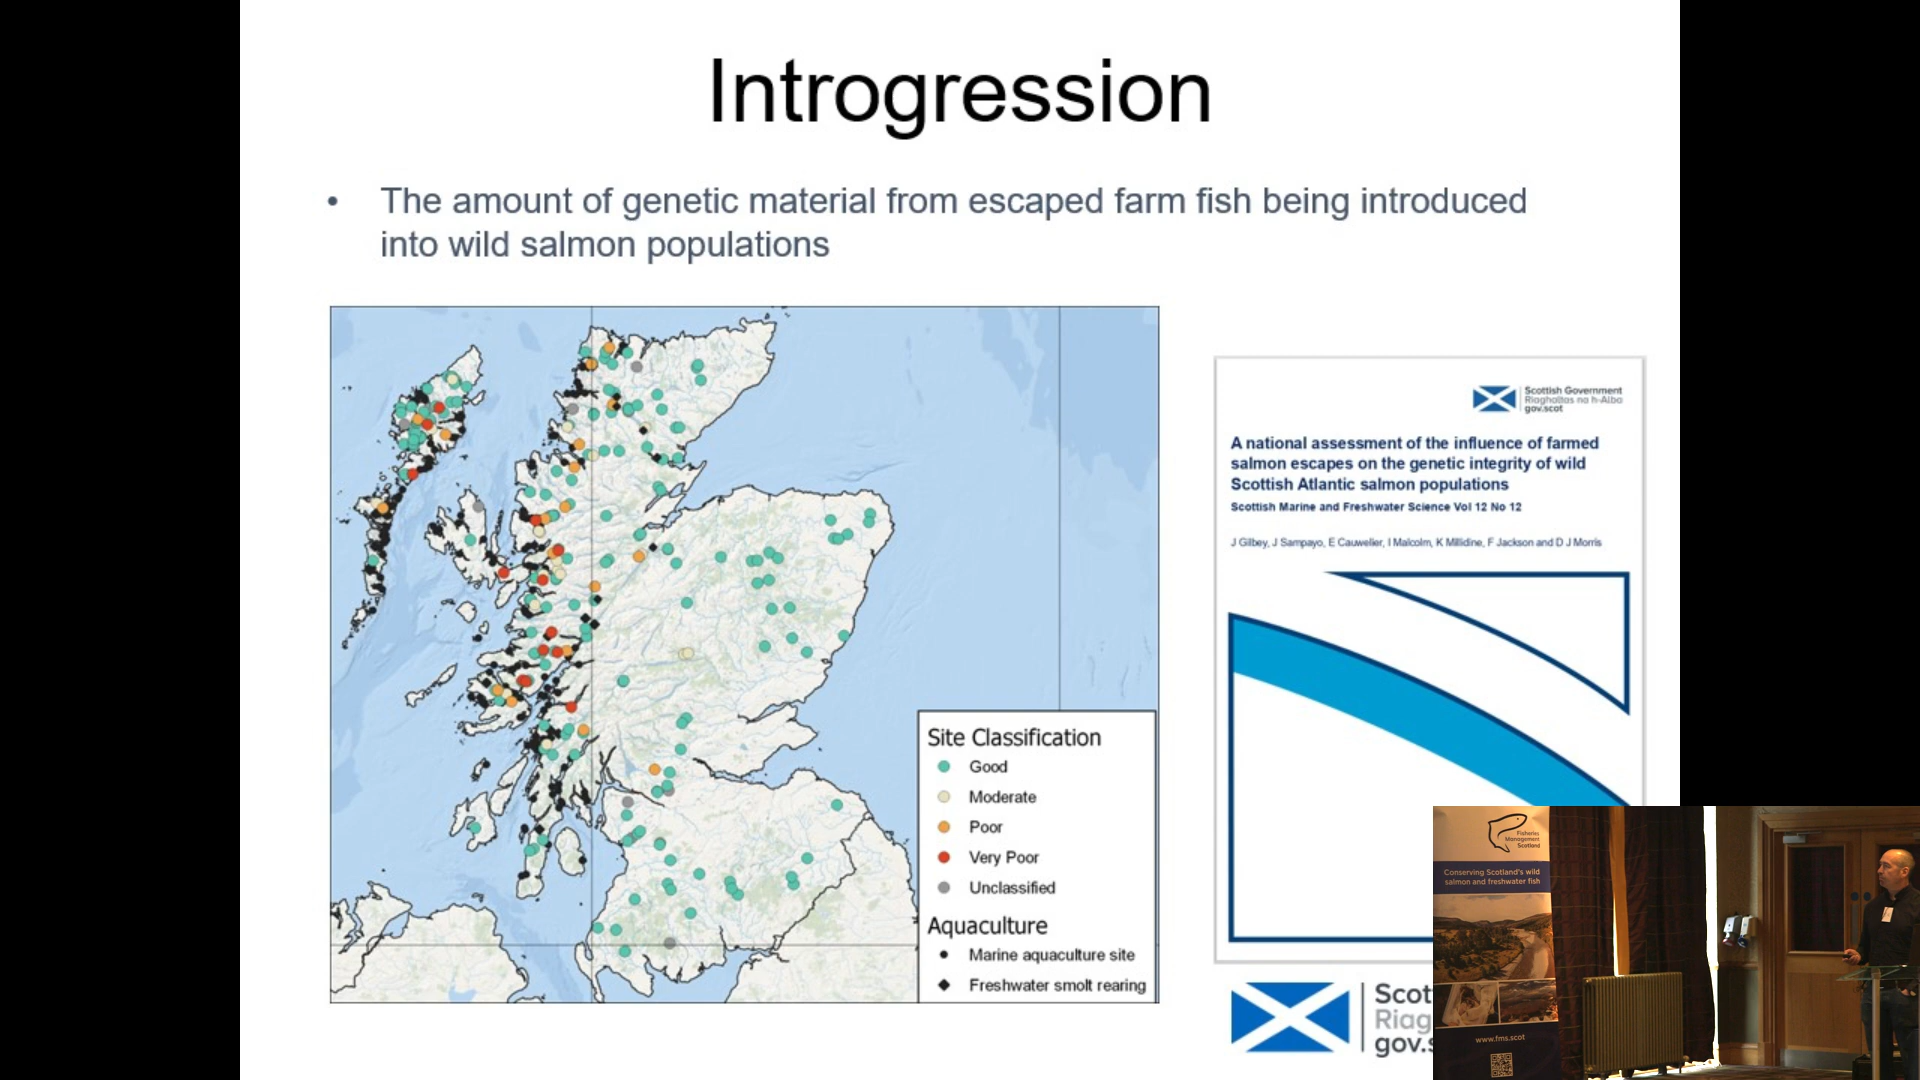 Introgression
• The amount of genetic material from escaped farm fish being introduced
into wild salmon populations
Site Classification
Good
Moderate
Poor
Very Poor
Unclassified
Aquaculture
Marine aquaculture site
Freshwater smolt rearing
Scottish Government
Riaghaltas na h-Alba
gov.scot
A national assessment of the influence of farmed
salmon escapes on the genetic integrity of wild
Scottish Atlantic salmon populations
Scottish Marine and Freshwater Science Vol 12 No 12
J Gilbey, J Sampayo, E Cauwelier, I Malcolm, K Millidine, F Jackson and D J Morris
Scot
Riag
gov.s
Fisheries
Management
Scotland
Conserving Scotland's wild
salmon and freshwater fish
www.fms.scot